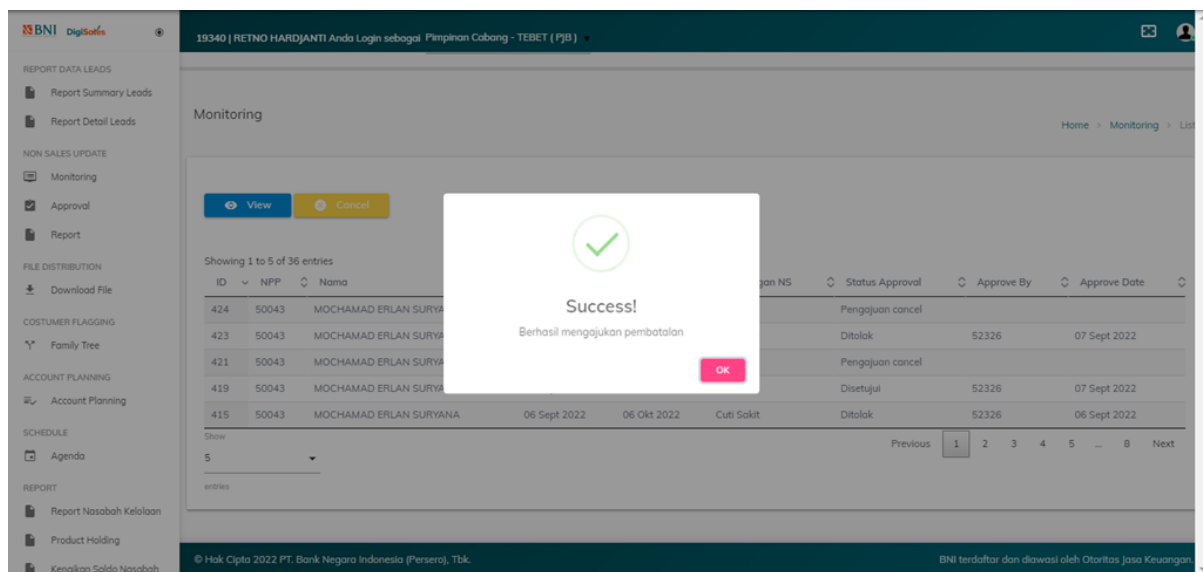 BNI DigiSales
19340 | RETNO HARDJANTI Anda Login sebagai Pimpinan Cabang - TEBET ( PJB )
REPORT DATA LEADS
Report Summary Leads
Report Detail Leads
NON SALES UPDATE
Monitoring
Approval
Report
FILE DISTRIBUTION
Download File
COSTUMER FLAGGING
Family Tree
ACCOUNT PLANNING
Account Planning
SCHEDULE
Agenda
REPORT
Report Nasabah Kelolaan
Product Holding
Kenaikan Saldo Nasabah
Monitoring
Home > Monitoring > List
View Cancel
Showing 1 to 5 of 36 entries
ID NPP Nama gan NS Status Approval Approve By Approve Date
424 50043 MOCHAMAD ERLAN SURYA Pengajuan cancel
423 50043 MOCHAMAD ERLAN SURYA Ditolak 52326 07 Sept 2022
421 50043 MOCHAMAD ERLAN SURYA Pengajuan cancel
419 50043 MOCHAMAD ERLAN SURYA Disetujui 52326 07 Sept 2022
415 50043 MOCHAMAD ERLAN SURYANA 06 Sept 2022 06 Okt 2022 Cuti Sakit Ditolak 52326 06 Sept 2022
Success!
Berhasil mengajukan pembatalan
OK
Show
5
entries
Previous 1 2 3 4 5 ... 8 Next
© Hak Cipta 2022 PT. Bank Negara Indonesia (Persero), Tbk.
BNI terdaftar dan diawasi oleh Otoritas Jasa Keuangan.